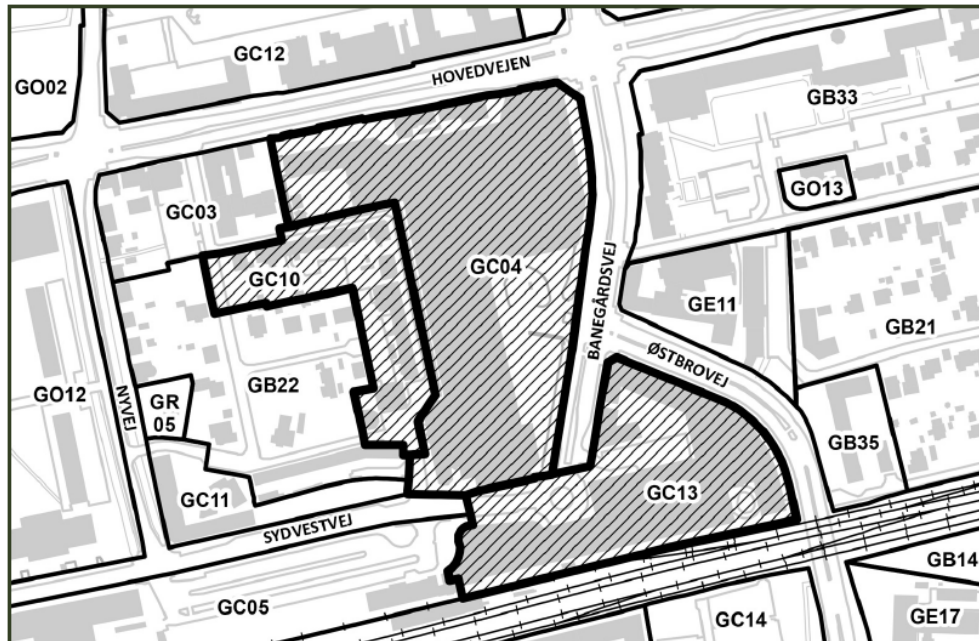 GC12
HOVEDVEJEN
GO02
GB33
GO13
GC03
GC10
GC04
BANEGÅRDSVEJ
GE11
GB21
ØSTBROVEJ
GO12
NYVEJ
GR
05
GB22
GB35
GC11
GC13
SYDVESTVEJ
GC05
GB14
GC14
GE17